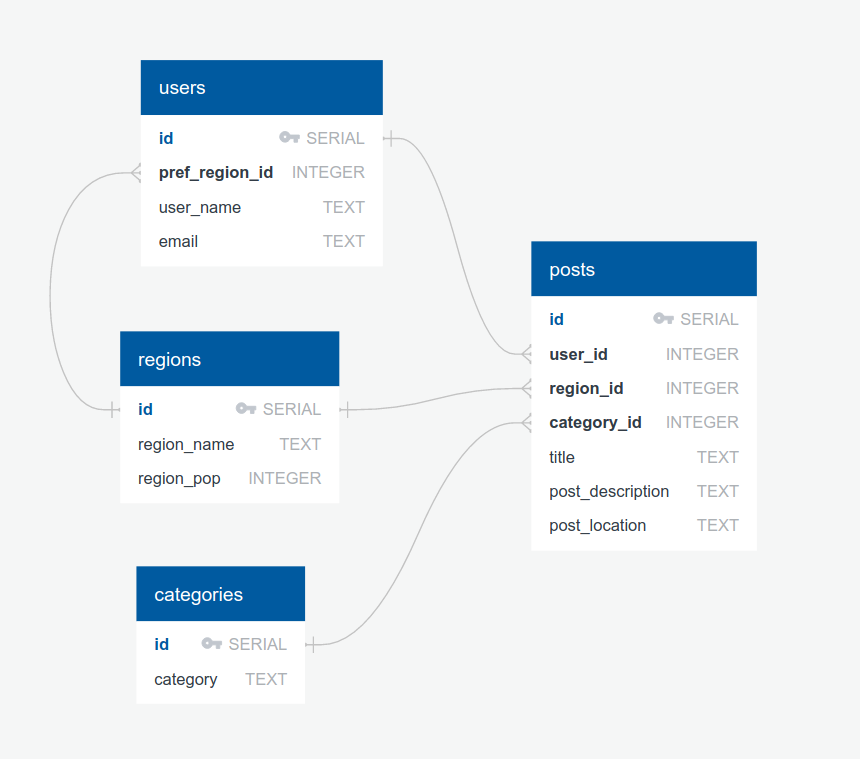 users
id SERIAL
pref_region_id INTEGER
user_name TEXT
email TEXT
regions
id SERIAL
region_name TEXT
region_pop INTEGER
categories
id SERIAL
category TEXT
posts
id SERIAL
user_id INTEGER
region_id INTEGER
category_id INTEGER
title TEXT
post_description TEXT
post_location TEXT